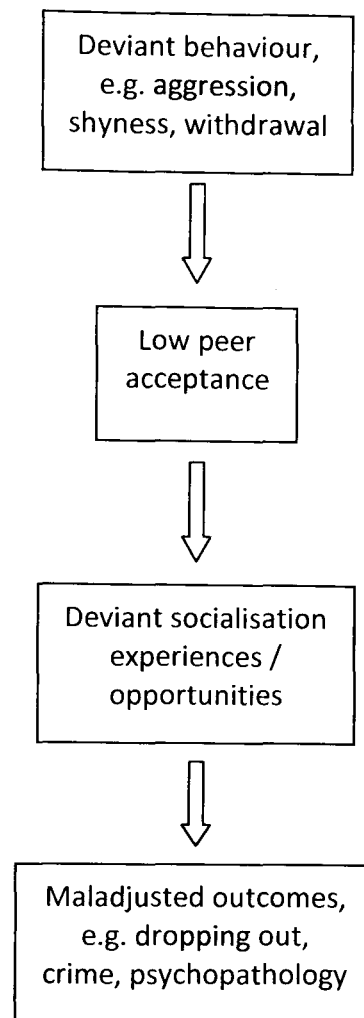 Deviant behaviour,
e.g. aggression,
shyness, withdrawal
Low peer
acceptance
Deviant socialisation
experiences /
opportunities
Maladjusted outcomes,
e.g. dropping out,
crime, psychopathology